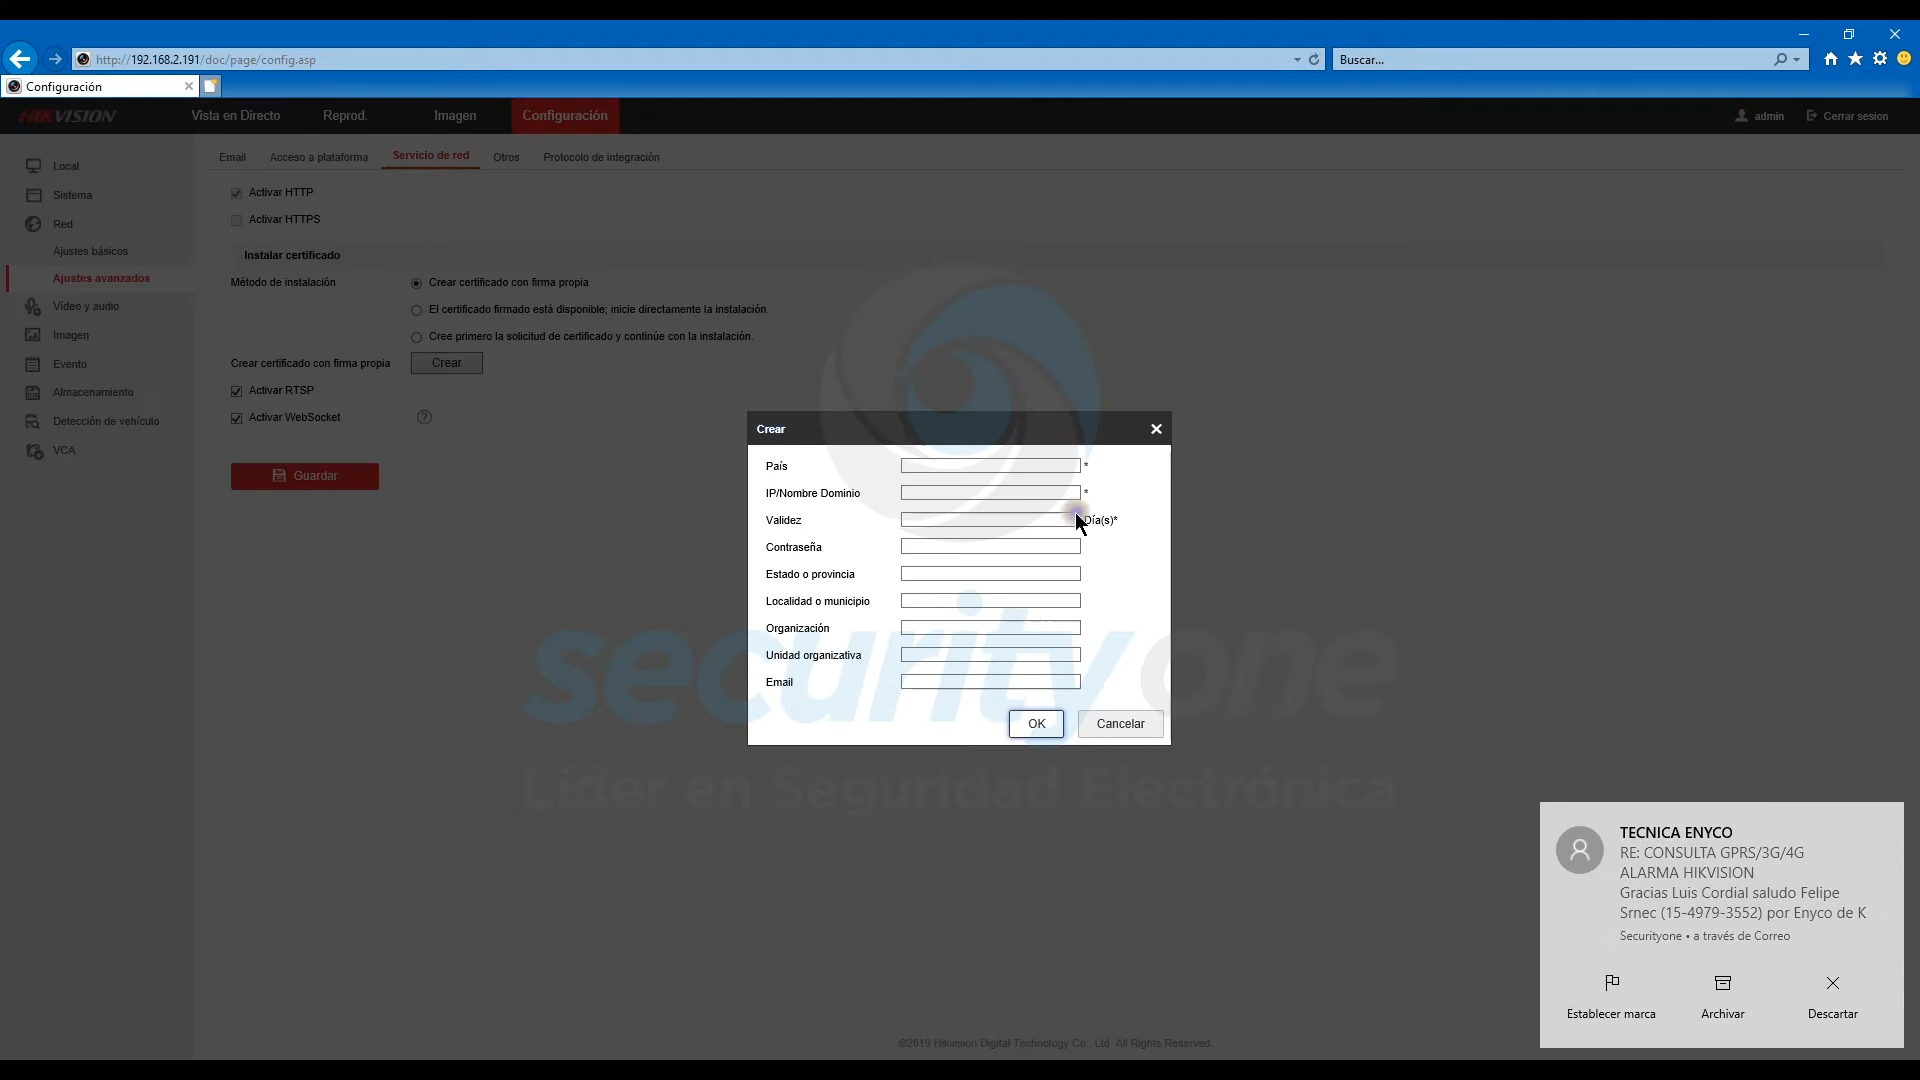 http://192.168.2.191/doc/page/config.asp
Buscar...
Configuración
HIKVISION
Vista en Directo
Reprod.
Imagen
Configuración
admin
Cerrar sesion
Local
Sistema
Red
Ajustes básicos
Ajustes avanzados
Vídeo y audio
Imagen
Evento
Almacenamiento
Detección de vehículo
VCA
Email
Acceso a plataforma
Servicio de red
Otros
Protocolo de integración
Activar HTTP
Activar HTTPS
Instalar certificado
Método de instalación
Crear certificado con firma propia
El certificado firmado está disponible; inicie directamente la instalación.
Cree primero la solicitud de certificado y continúe con la instalación.
Crear certificado con firma propia
Crear
Activar RTSP
Activar WebSocket
?
Guardar
Crear
País
*
IP/Nombre Dominio
*
Validez
Día(s)*
Contraseña
Estado o provincia
Localidad o municipio
Organización
Unidad organizativa
Email
OK
Cancelar
securityone
Líder en Seguridad Electrónica
TECNICA ENYCO
RE: CONSULTA GPRS/3G/4G
ALARMA HIKVISION
Gracias Luis Cordial saludo Felipe
Srnec (15-4979-3552) por Enyco de K
Securityone • a través de Correo
Establecer marca
Archivar
Descartar
©2019 Hikvision Digital Technology Co., Ltd. All Rights Reserved.